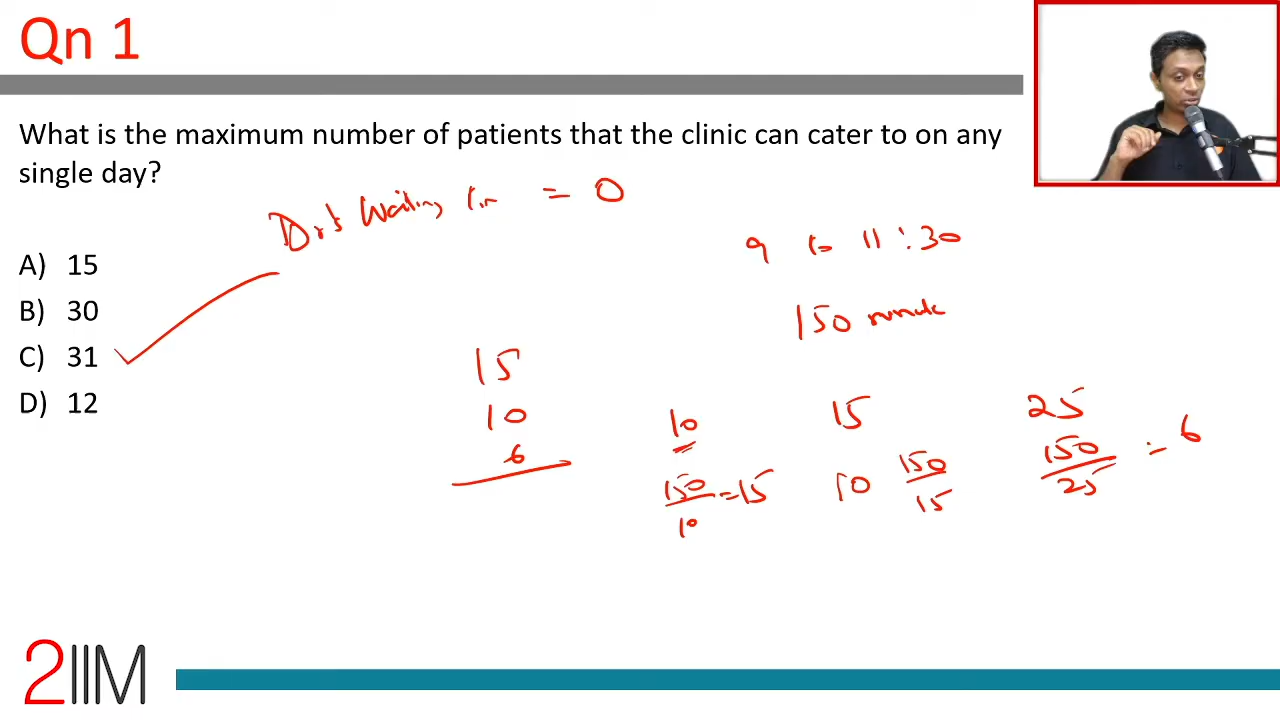 Qn 1
What is the maximum number of patients that the clinic can cater to on any
single day?
= 0
9 to 11:30
A) 15
B) 30
150
C) 31
D) 12
15
10
6
10
150/10 = 15
15
10 150/15
25
150/25 = 6
2IIM